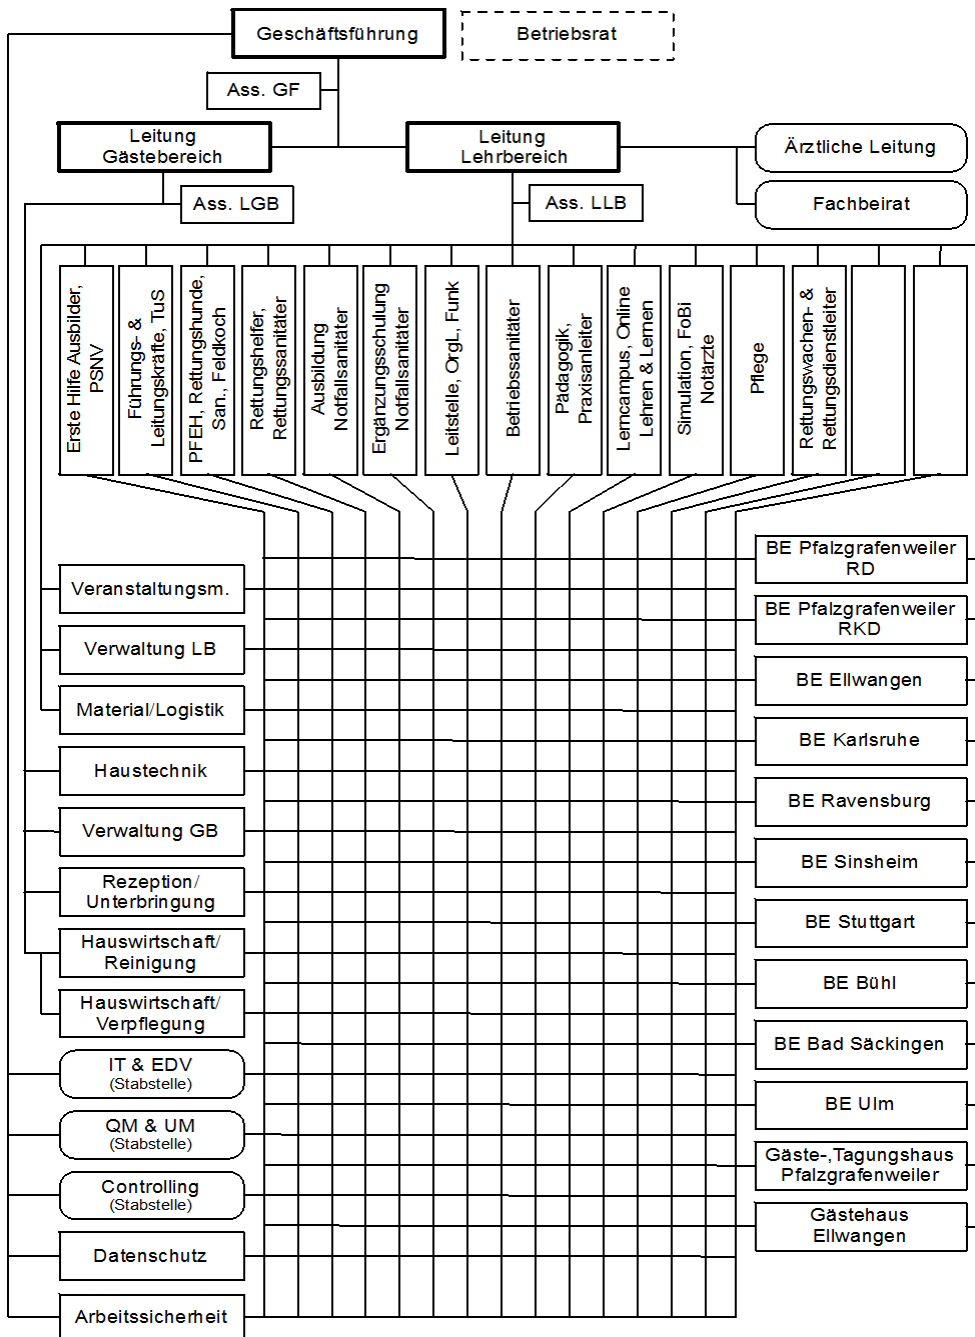 Geschäftsführung
Betriebsrat
Ass. GF
Leitung
Gästebereich
Leitung
Lehrbereich
Ärztliche Leitung
Ass. LGB
Ass. LLB
Fachbeirat
Erste Hilfe Ausbilder,
PSNV
Führungs- &
Leitungskräfte, TuS
PFEH, Rettungshunde,
San., Feldkoch
Rettungshelfer,
Rettungssanitäter
Ausbildung
Notfallsanitäter
Ergänzungsschulung
Notfallsanitäter
Leitstelle, OrgL, Funk
Betriebssanitäter
Pädagogik,
Praxisanleiter
Lerncampus, Online
Lehren & Lernen
Simulation, FoBi
Notärzte
Pflege
Rettungswachen- &
Rettungsdienstleiter
Veranstaltungsm.
Verwaltung LB
Material/Logistik
Haustechnik
Verwaltung GB
Rezeption/
Unterbringung
Hauswirtschaft/
Reinigung
Hauswirtschaft/
Verpflegung
IT & EDV
(Stabstelle)
QM & UM
(Stabstelle)
Controlling
(Stabstelle)
Datenschutz
Arbeitssicherheit
BE Pfalzgrafenweiler
RD
BE Pfalzgrafenweiler
RKD
BE Ellwangen
BE Karlsruhe
BE Ravensburg
BE Sinsheim
BE Stuttgart
BE Bühl
BE Bad Säckingen
BE Ulm
Gäste-,Tagungshaus
Pfalzgrafenweiler
Gästehaus
Ellwangen